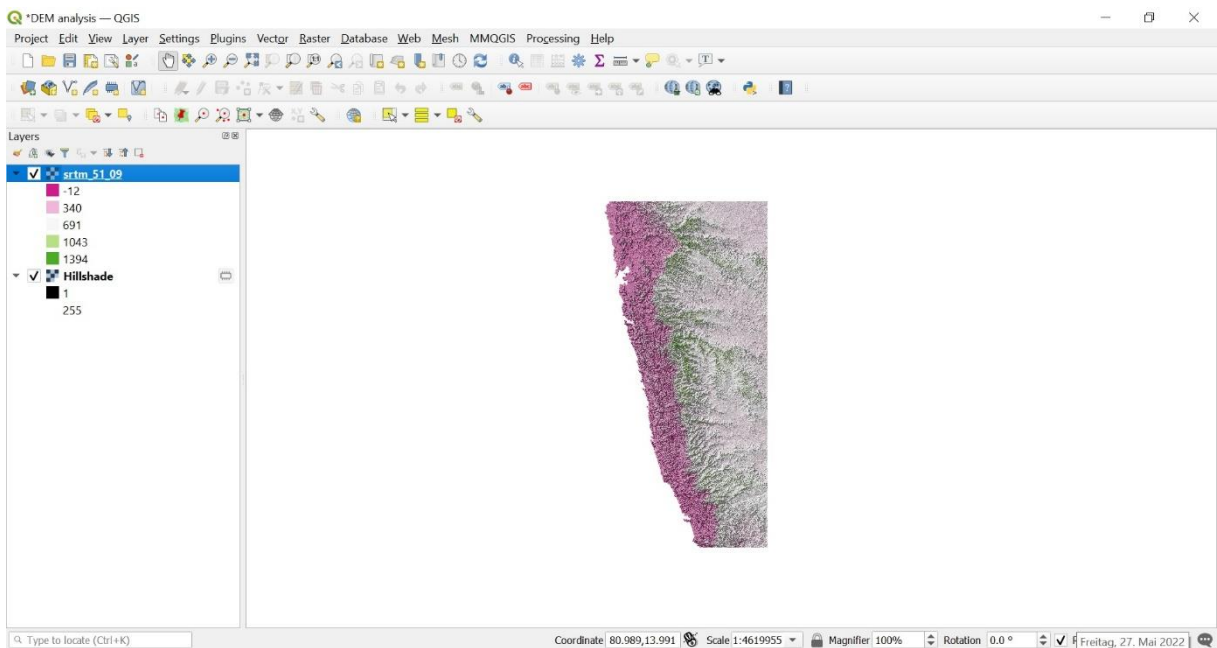 *DEM analysis — QGIS
Project Edit View Layer Settings Plugins Vector Raster Database Web Mesh MMQGIS Processing Help
Layers
srtm_51_09
-12
340
691
1043
1394
Hillshade
1
255
Type to locate (Ctrl+K)
Coordinate 80.989,13.991 Scale 1:4619955 Magnifier 100% Rotation 0.0 ° Freitag, 27. Mai 2022